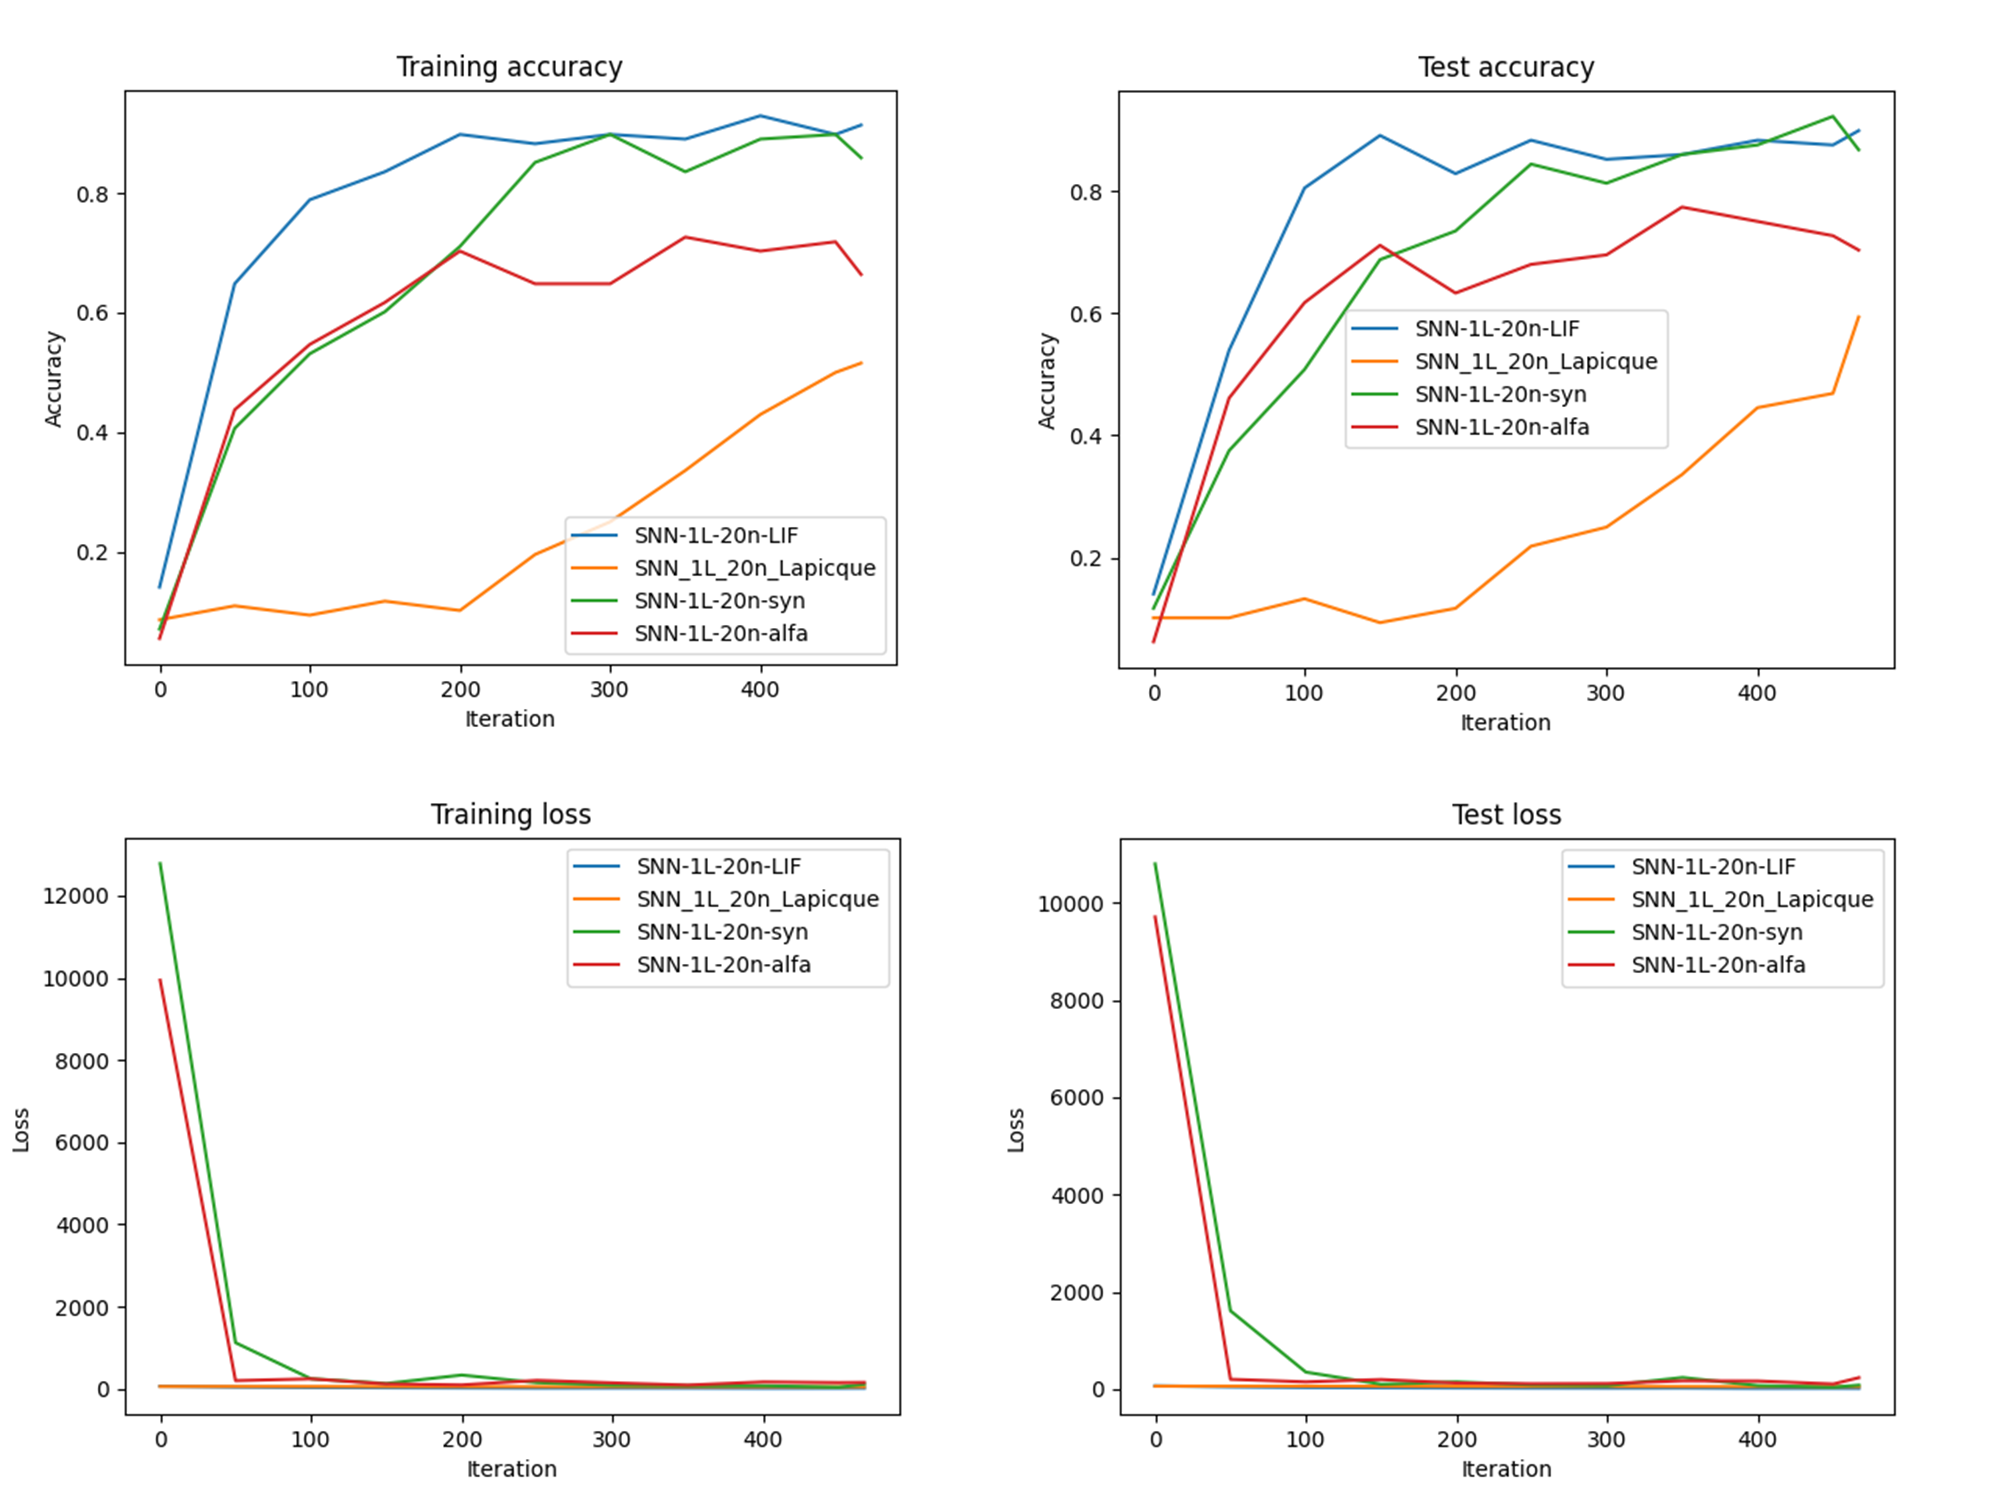 Training accuracy
Accuracy
0.8
0.6
0.4
0.2
SNN-1L-20n-LIF
SNN_1L_20n_Lapicque
SNN-1L-20n-syn
SNN-1L-20n-alfa
0 100 200 300 400
Iteration
Test accuracy
Accuracy
0.8
0.6
0.4
0.2
SNN-1L-20n-LIF
SNN_1L_20n_Lapicque
SNN-1L-20n-syn
SNN-1L-20n-alfa
0 100 200 300 400
Iteration
Training loss
Loss
12000
10000
8000
6000
4000
2000
0
SNN-1L-20n-LIF
SNN_1L_20n_Lapicque
SNN-1L-20n-syn
SNN-1L-20n-alfa
0 100 200 300 400
Iteration
Test loss
Loss
10000
8000
6000
4000
2000
0
SNN-1L-20n-LIF
SNN_1L_20n_Lapicque
SNN-1L-20n-syn
SNN-1L-20n-alfa
0 100 200 300 400
Iteration